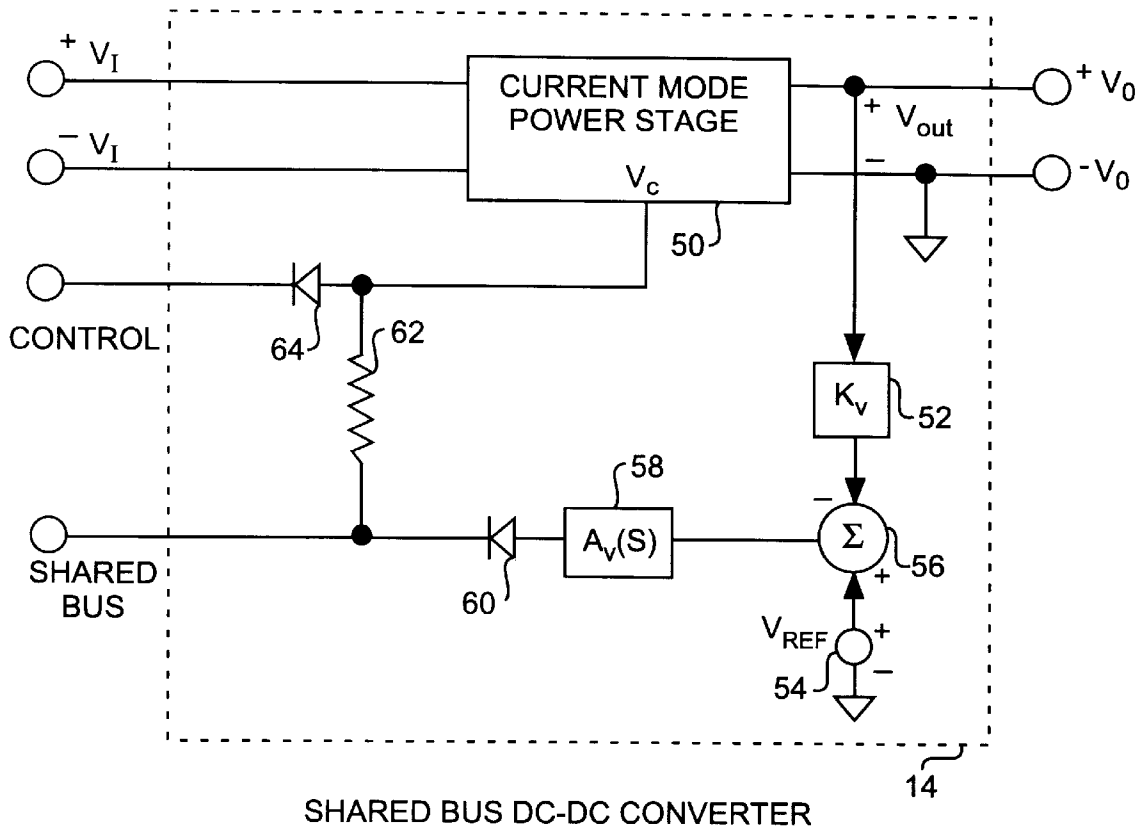 + V_I
CURRENT MODE
POWER STAGE
+ V_0
+ V_out
− V_I
−
- V_0
V_c
50
CONTROL
64
62
K_v
52
58
−
A_v(S)
Σ
56
SHARED
BUS
60
+
V_REF
+
54
−
14
SHARED BUS DC-DC CONVERTER